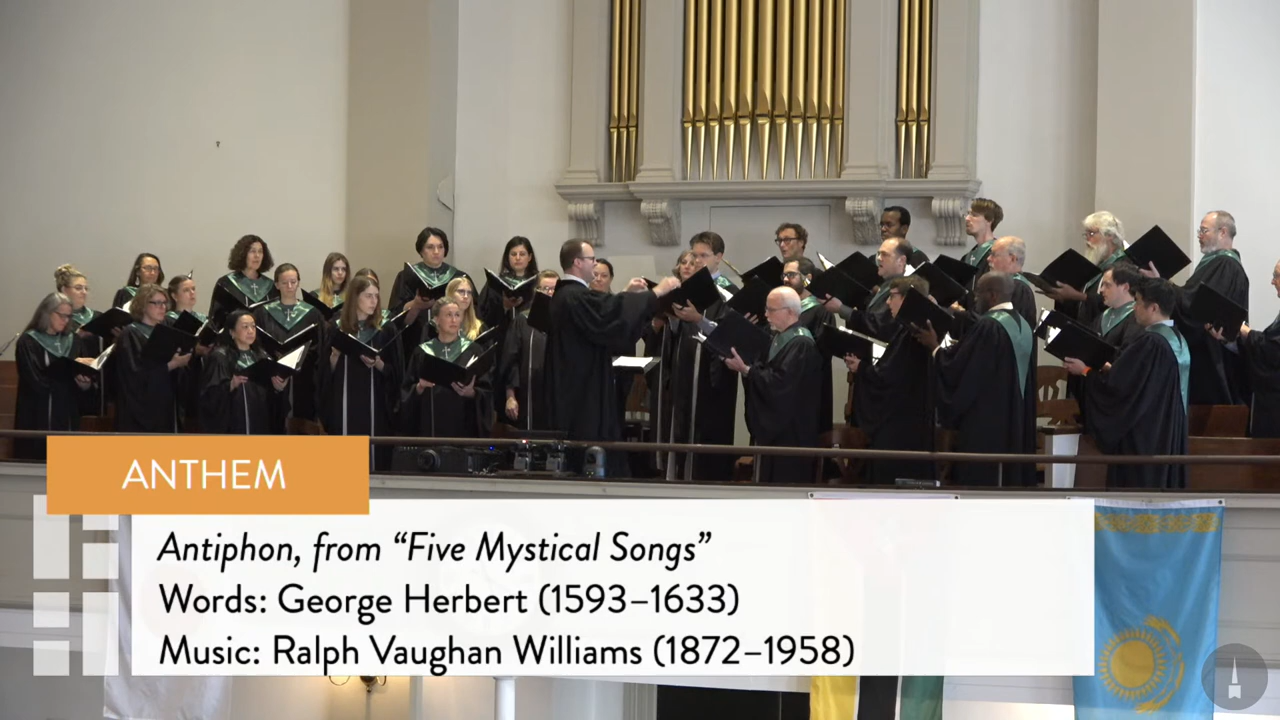 ANTHEM
Antiphon, from “Five Mystical Songs”
Words: George Herbert (1593–1633)
Music: Ralph Vaughan Williams (1872–1958)